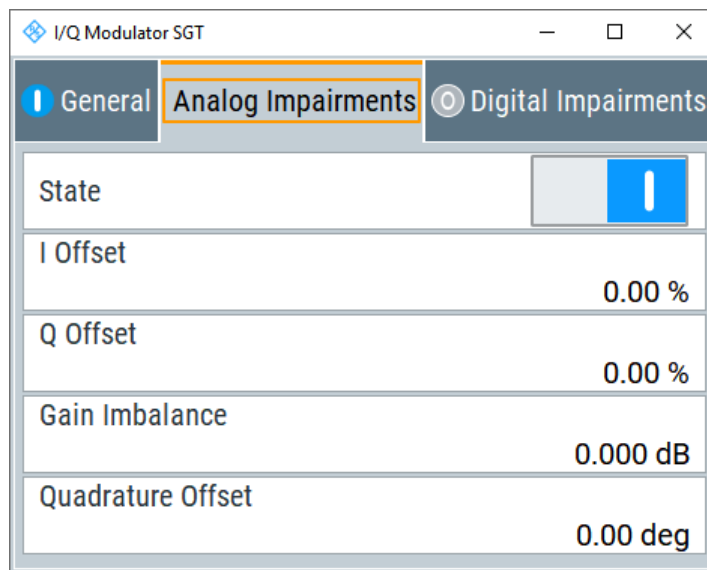 I/Q Modulator SGT
General Analog Impairments Digital Impairments
State
I Offset
0.00 %
Q Offset
0.00 %
Gain Imbalance
0.000 dB
Quadrature Offset
0.00 deg